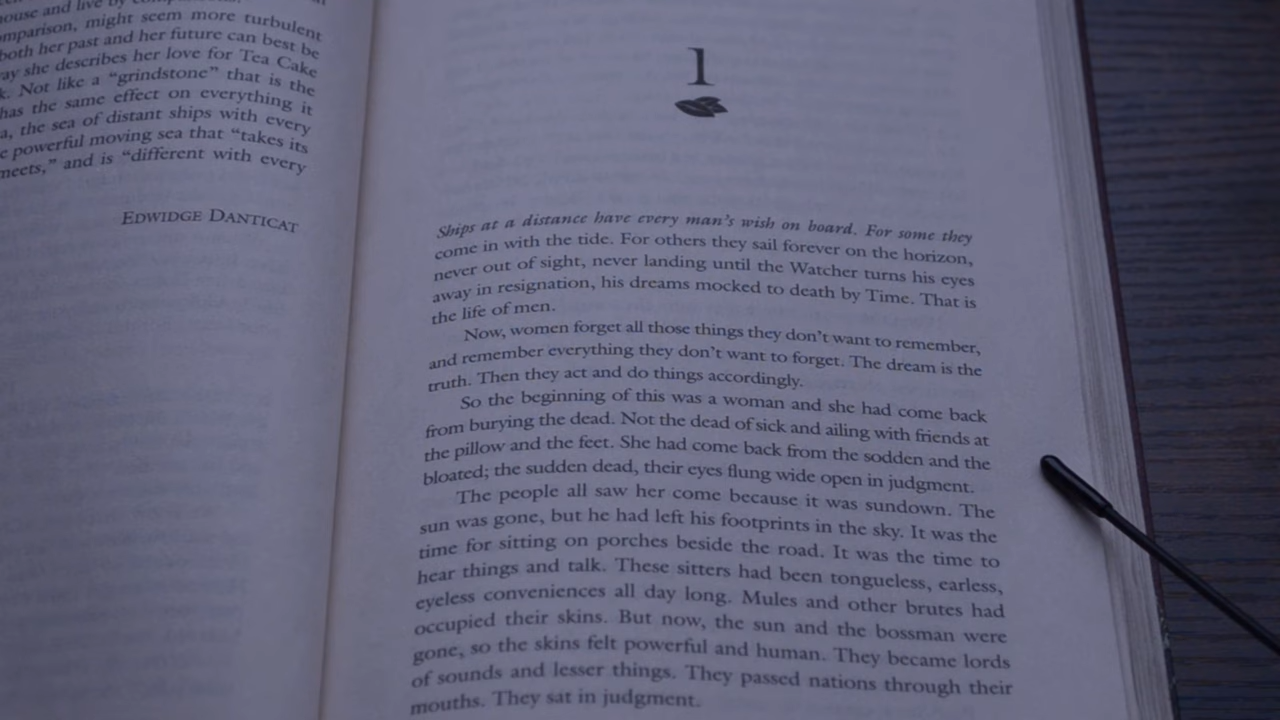 house and live by
comparison, might seem more turbulent
both her past and her future can best be
way she describes her love for Tea Cake
k. Not like a “grindstone” that is the
has the same effect on everything it
a, the sea of distant ships with every
e powerful moving sea that “takes its
meets,” and is “different with every
EDWIDGE DANTICAT
1
Ships at a distance have every man’s wish on board. For some they
come in with the tide. For others they sail forever on the horizon,
never out of sight, never landing until the Watcher turns his eyes
away in resignation, his dreams mocked to death by Time. That is
the life of men.
Now, women forget all those things they don’t want to remember,
and remember everything they don’t want to forget. The dream is the
truth. Then they act and do things accordingly.
So the beginning of this was a woman and she had come back
from burying the dead. Not the dead of sick and ailing with friends at
the pillow and the feet. She had come back from the sodden and the
bloated; the sudden dead, their eyes flung wide open in judgment.
The people all saw her come because it was sundown. The
sun was gone, but he had left his footprints in the sky. It was the
time for sitting on porches beside the road. It was the time to
hear things and talk. These sitters had been tongueless, earless,
eyeless conveniences all day long. Mules and other brutes had
occupied their skins. But now, the sun and the bossman were
gone, so the skins felt powerful and human. They became lords
of sounds and lesser things. They passed nations through their
mouths. They sat in judgment.